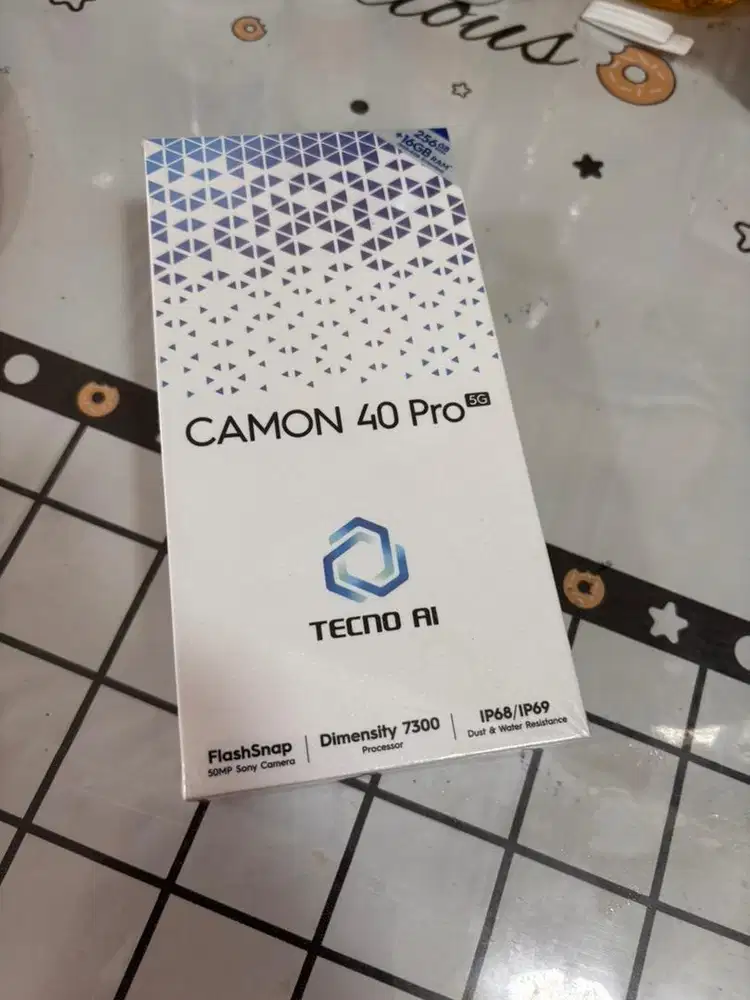 256GB
+16GB RAM*
CAMON 40 Pro 5G
TECNO AI
FlashSnap
50MP Sony Camera
Dimensity 7300
Processor
IP68/IP69
Dust & Water Resistance